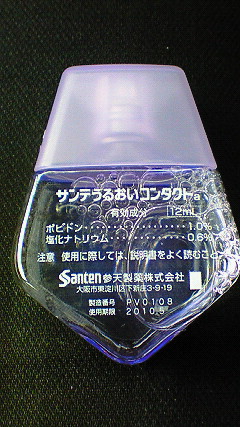 サンテうるおいコンタクトa
有効成分 12mL
ポビドン・・・・・・・・・・・・・・1.0%
塩化ナトリウム・・・・・・・・0.6%
注意 使用に際しては、説明書をよく読むこと。
Santen 参天製薬株式会社
大阪市東淀川区下新庄3-9-19
製造番号 PV0108
使用期限 2010.5